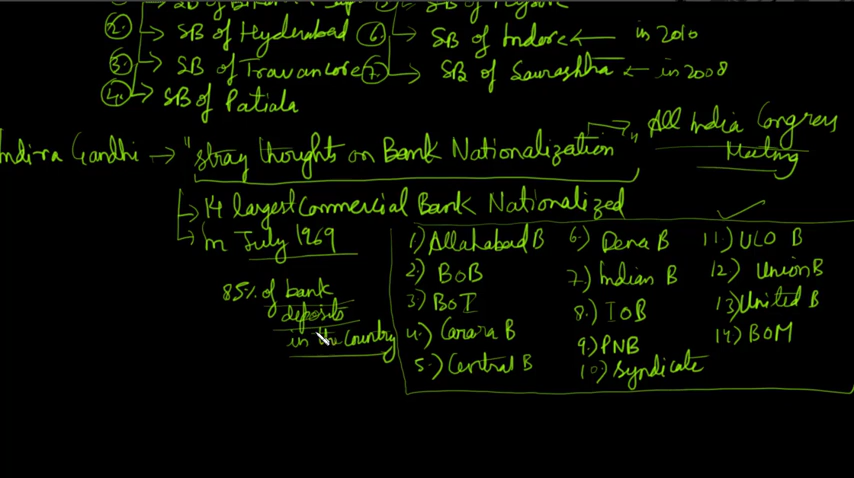 2.) → SB of Hyderabad 6.) → SB of Indore ← in 2010
3.) → SB of Travancore 7.) → SB of Saurashtra ← in 2008
4.) → SB of Patiala
Indira Gandhi → "stray thoughts on Bank Nationalization" → All India Congress
Meeting
→ 14 largest Commercial Bank Nationalized
→ in July 1969
85% of bank
deposits
in the country
1.) Allahabad B 6.) Dena B 11.) UCO B
2.) BoB 7.) Indian B 12.) Union B
3.) BoI 8.) IOB 13.) United B
4.) Canara B 9.) PNB 14.) BOM
5.) Central B 10.) Syndicate